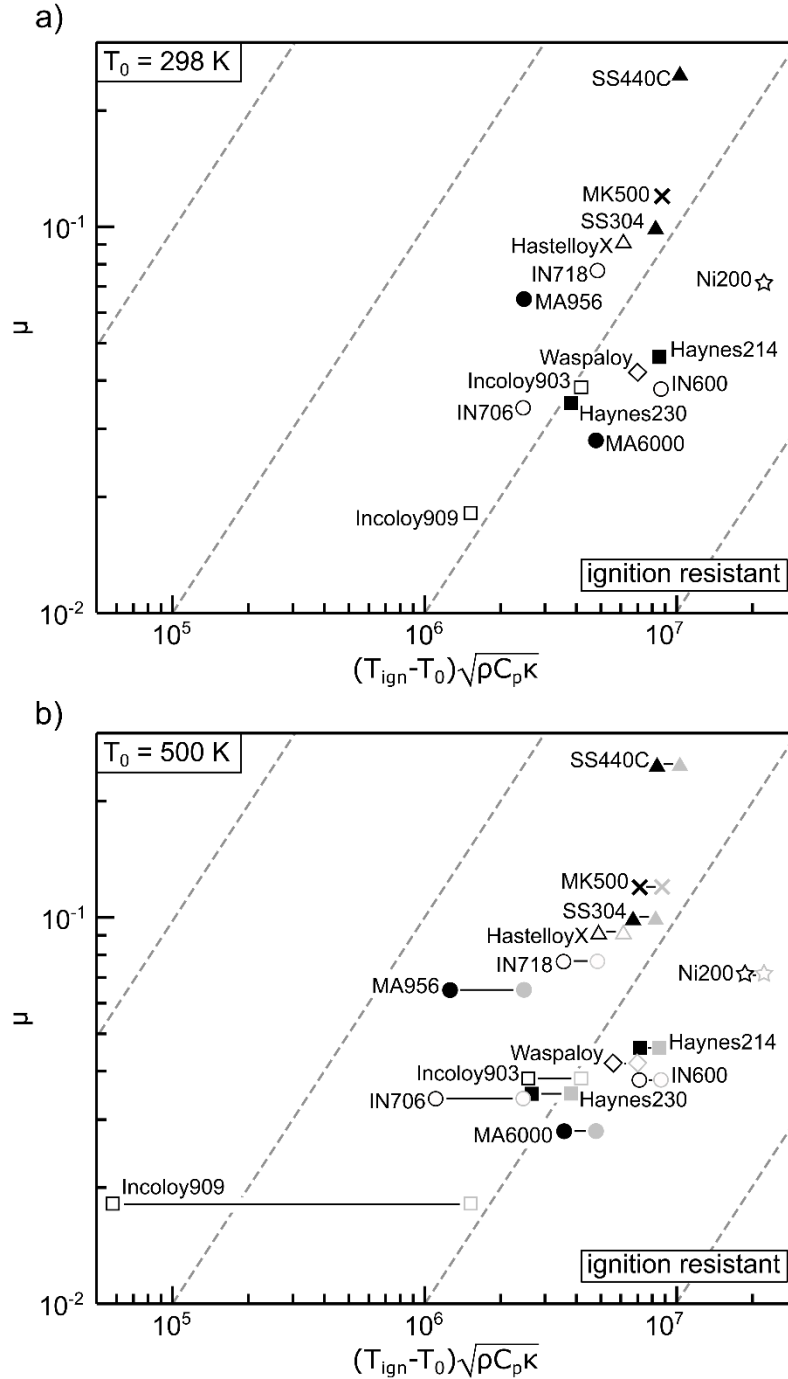 a)
T₀ = 298 K
SS440C
MK500
SS304
HastelloyX
IN718
Ni200
MA956
Haynes214
Waspaloy
Incoloy903
IN600
IN706
Haynes230
MA6000
Incoloy909
ignition resistant
10⁻¹
10⁻²
μ
10⁵ 10⁶ 10⁷
(Tᵢgₙ-T₀)√ρCₚκ
b)
T₀ = 500 K
SS440C
MK500
SS304
HastelloyX
IN718
Ni200
MA956
Haynes214
Waspaloy
Incoloy903
IN600
IN706
Haynes230
MA6000
Incoloy909
ignition resistant
10⁻¹
10⁻²
μ
10⁵ 10⁶ 10⁷
(Tᵢgₙ-T₀)√ρCₚκ